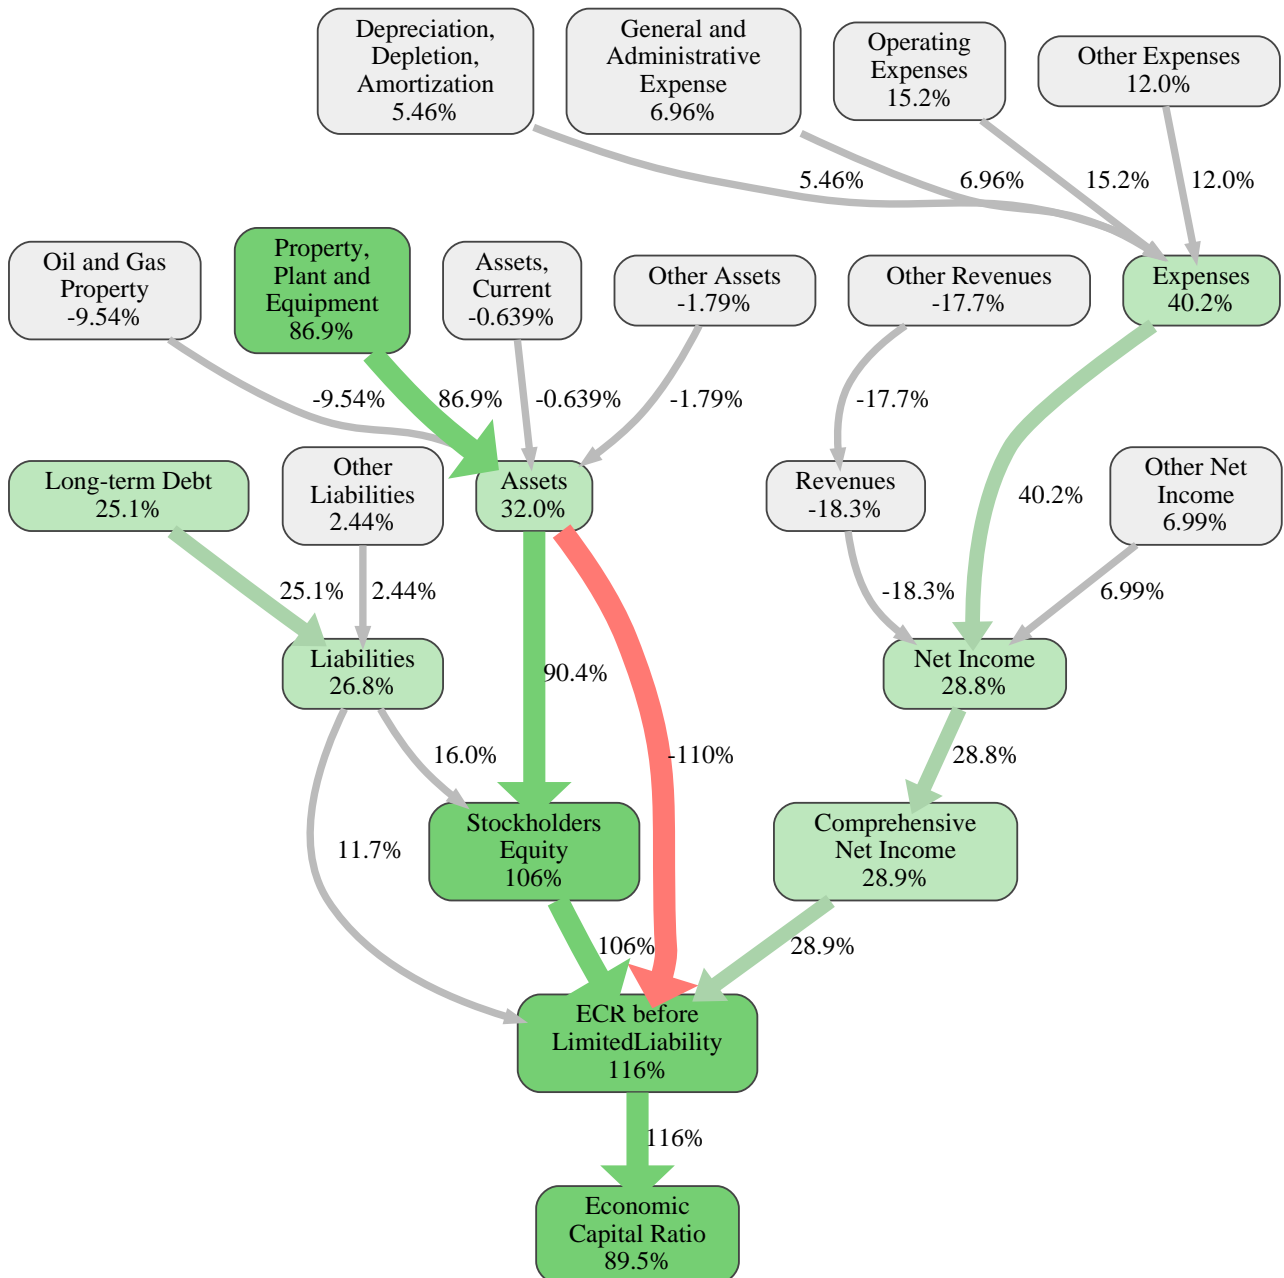 Depreciation,
Depletion,
Amortization
5.46%
General and
Administrative
Expense
6.96%
Operating
Expenses
15.2%
Other Expenses
12.0%
5.46%
6.96%
15.2%
12.0%
Oil and Gas
Property
-9.54%
Property,
Plant and
Equipment
86.9%
Assets,
Current
-0.639%
Other Assets
-1.79%
Other Revenues
-17.7%
Expenses
40.2%
-9.54%
86.9%
-0.639%
-1.79%
-17.7%
40.2%
Long-term Debt
25.1%
Other
Liabilities
2.44%
Assets
32.0%
Revenues
-18.3%
Other Net
Income
6.99%
25.1%
2.44%
90.4%
-110%
-18.3%
6.99%
Liabilities
26.8%
Net Income
28.8%
16.0%
11.7%
28.8%
Stockholders
Equity
106%
Comprehensive
Net Income
28.9%
106%
28.9%
ECR before
LimitedLiability
116%
116%
Economic
Capital Ratio
89.5%